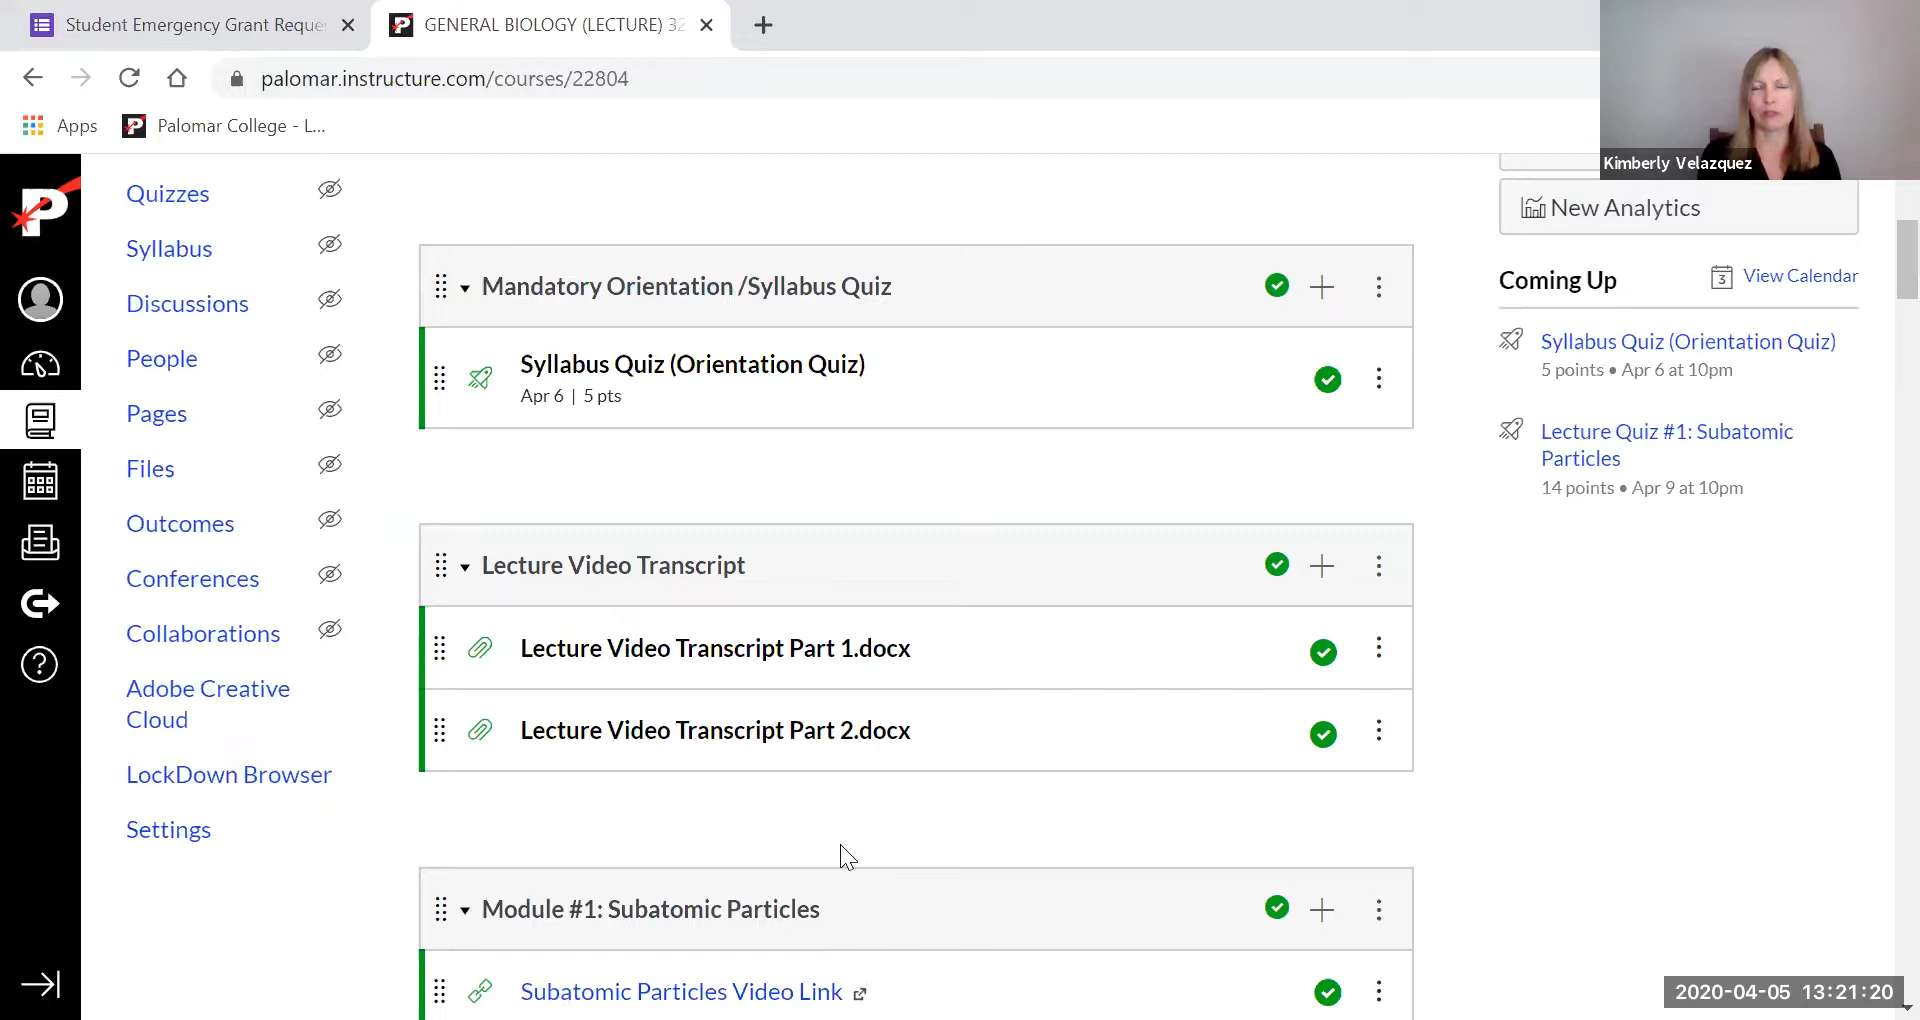 Student Emergency Grant Reque
GENERAL BIOLOGY (LECTURE) 32
palomar.instructure.com/courses/22804
Apps
Palomar College - L...
Kimberly Velazquez
Quizzes
Syllabus
Discussions
People
Pages
Files
Outcomes
Conferences
Collaborations
Adobe Creative
Cloud
LockDown Browser
Settings
Mandatory Orientation /Syllabus Quiz
Syllabus Quiz (Orientation Quiz)
Apr 6 | 5 pts
Lecture Video Transcript
Lecture Video Transcript Part 1.docx
Lecture Video Transcript Part 2.docx
Module #1: Subatomic Particles
Subatomic Particles Video Link
New Analytics
Coming Up
3
View Calendar
Syllabus Quiz (Orientation Quiz)
5 points • Apr 6 at 10pm
Lecture Quiz #1: Subatomic
Particles
14 points • Apr 9 at 10pm
2020-04-05 13:21:20